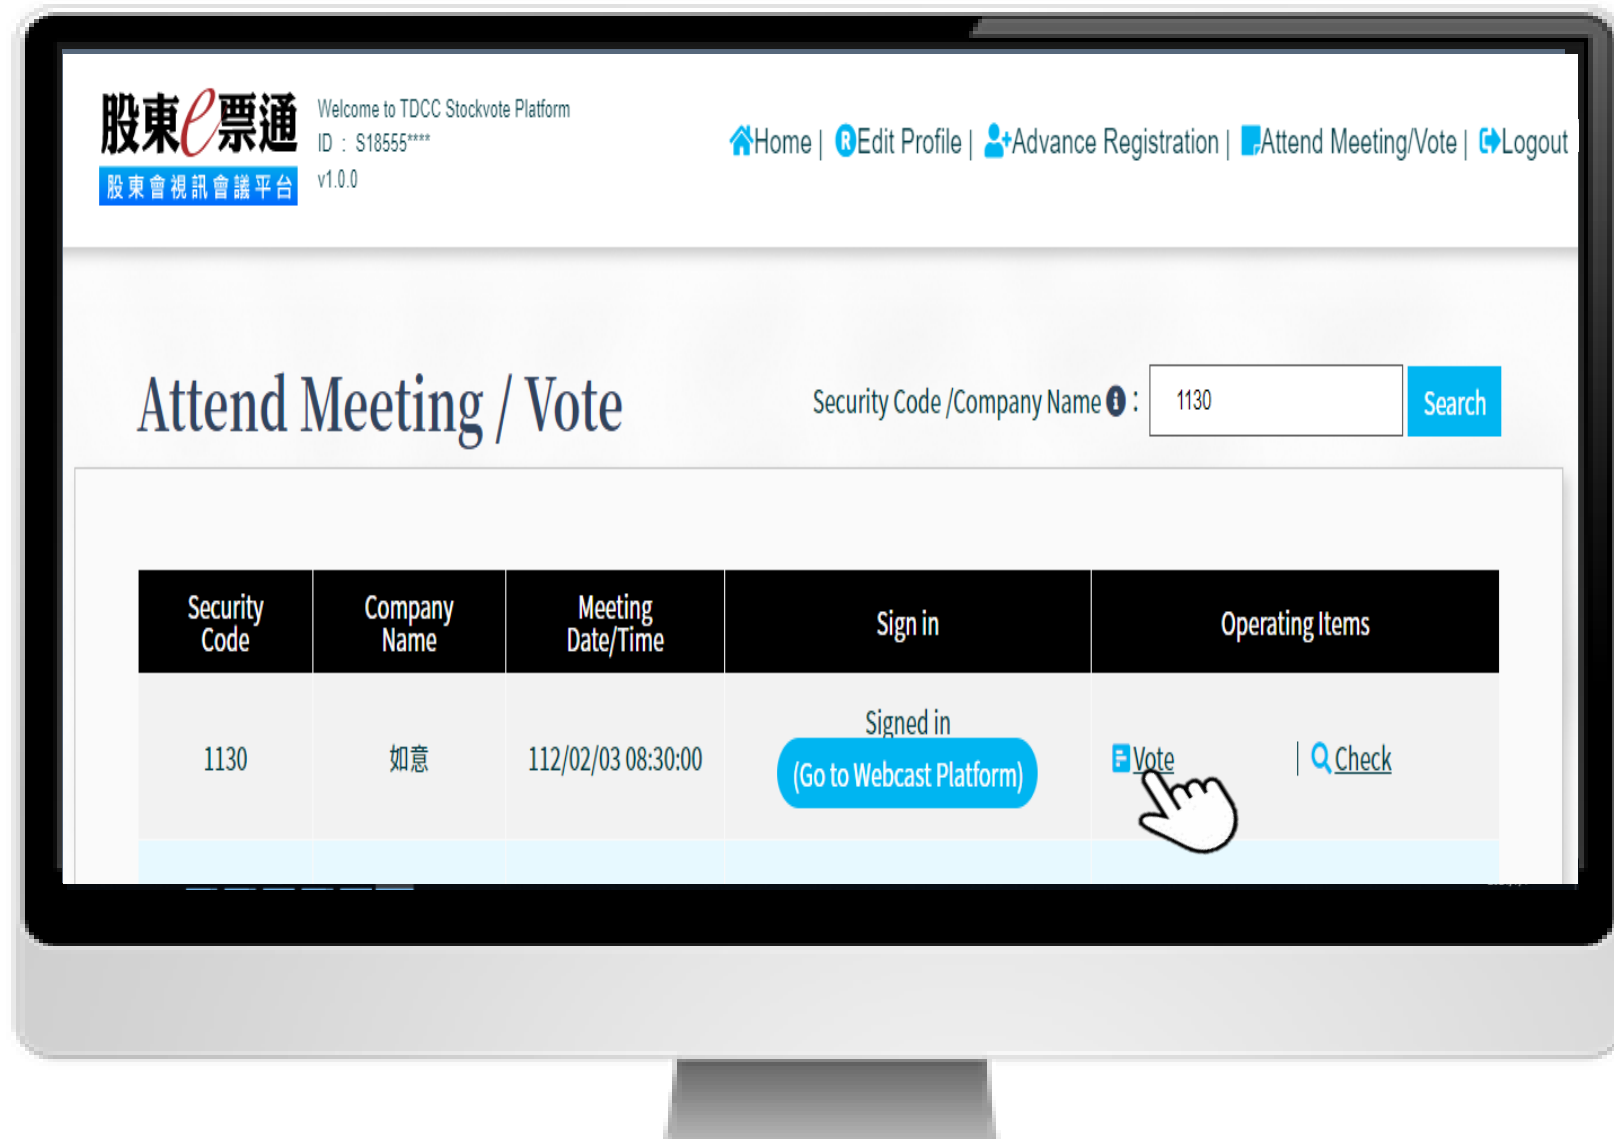 股東e票通
股東會視訊會議平台
Welcome to TDCC Stockvote Platform
ID : S18555****
v1.0.0
Home | Edit Profile | Advance Registration | Attend Meeting/Vote | Logout
Attend Meeting / Vote
Security Code /Company Name : 1130 Search
Security Code
Company Name
Meeting Date/Time
Sign in
Operating Items
1130
如意
112/02/03 08:30:00
Signed in
(Go to Webcast Platform)
Vote | Check